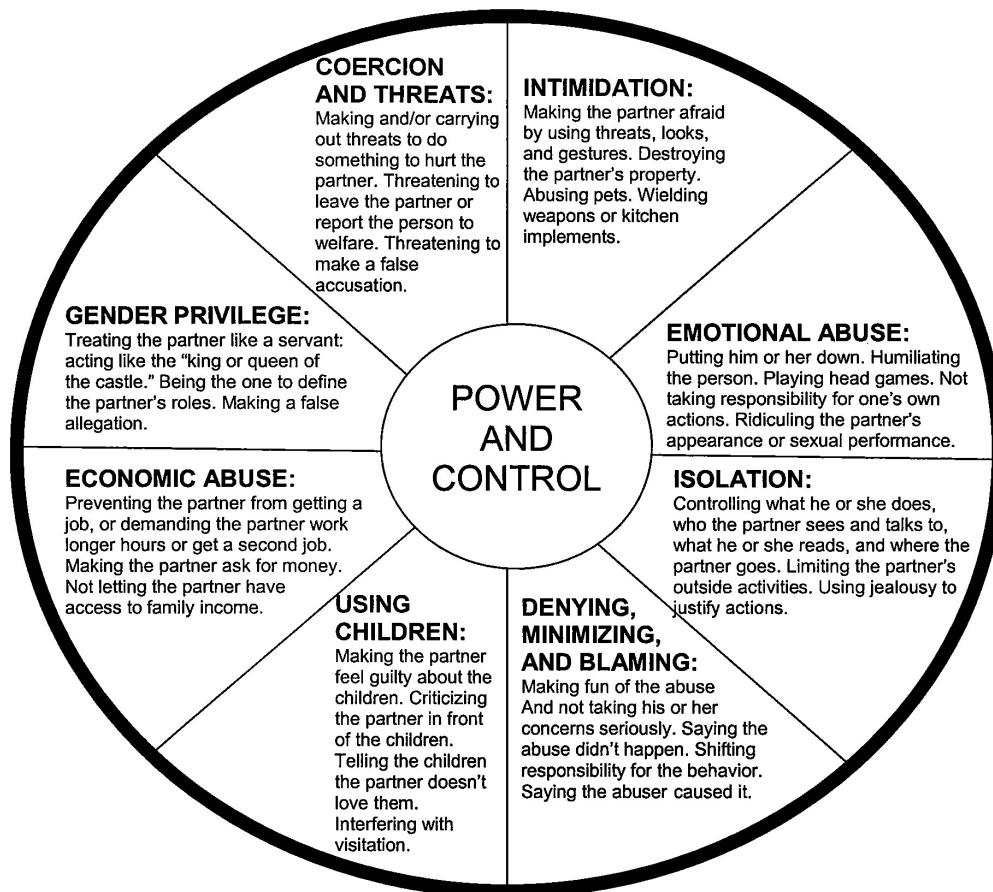 COERCION
AND THREATS:
Making and/or carrying
out threats to do
something to hurt the
partner. Threatening to
leave the partner or
report the person to
welfare. Threatening to
make a false
accusation.
INTIMIDATION:
Making the partner afraid
by using threats, looks,
and gestures. Destroying
the partner's property.
Abusing pets. Wielding
weapons or kitchen
implements.
GENDER PRIVILEGE:
Treating the partner like a servant:
acting like the “king or queen of
the castle.” Being the one to define
the partner's roles. Making a false
allegation.
EMOTIONAL ABUSE:
Putting him or her down. Humiliating
the person. Playing head games. Not
taking responsibility for one's own
actions. Ridiculing the partner's
appearance or sexual performance.
POWER
AND
CONTROL
ECONOMIC ABUSE:
Preventing the partner from getting a
job, or demanding the partner work
longer hours or get a second job.
Making the partner ask for money.
Not letting the partner have
access to family income.
ISOLATION:
Controlling what he or she does,
who the partner sees and talks to,
what he or she reads, and where the
partner goes. Limiting the partner's
outside activities. Using jealousy to
justify actions.
USING
CHILDREN:
Making the partner
feel guilty about the
children. Criticizing
the partner in front
of the children.
Telling the children
the partner doesn't
love them.
Interfering with
visitation.
DENYING,
MINIMIZING,
AND BLAMING:
Making fun of the abuse
And not taking his or her
concerns seriously. Saying the
abuse didn't happen. Shifting
responsibility for the behavior.
Saying the abuser caused it.